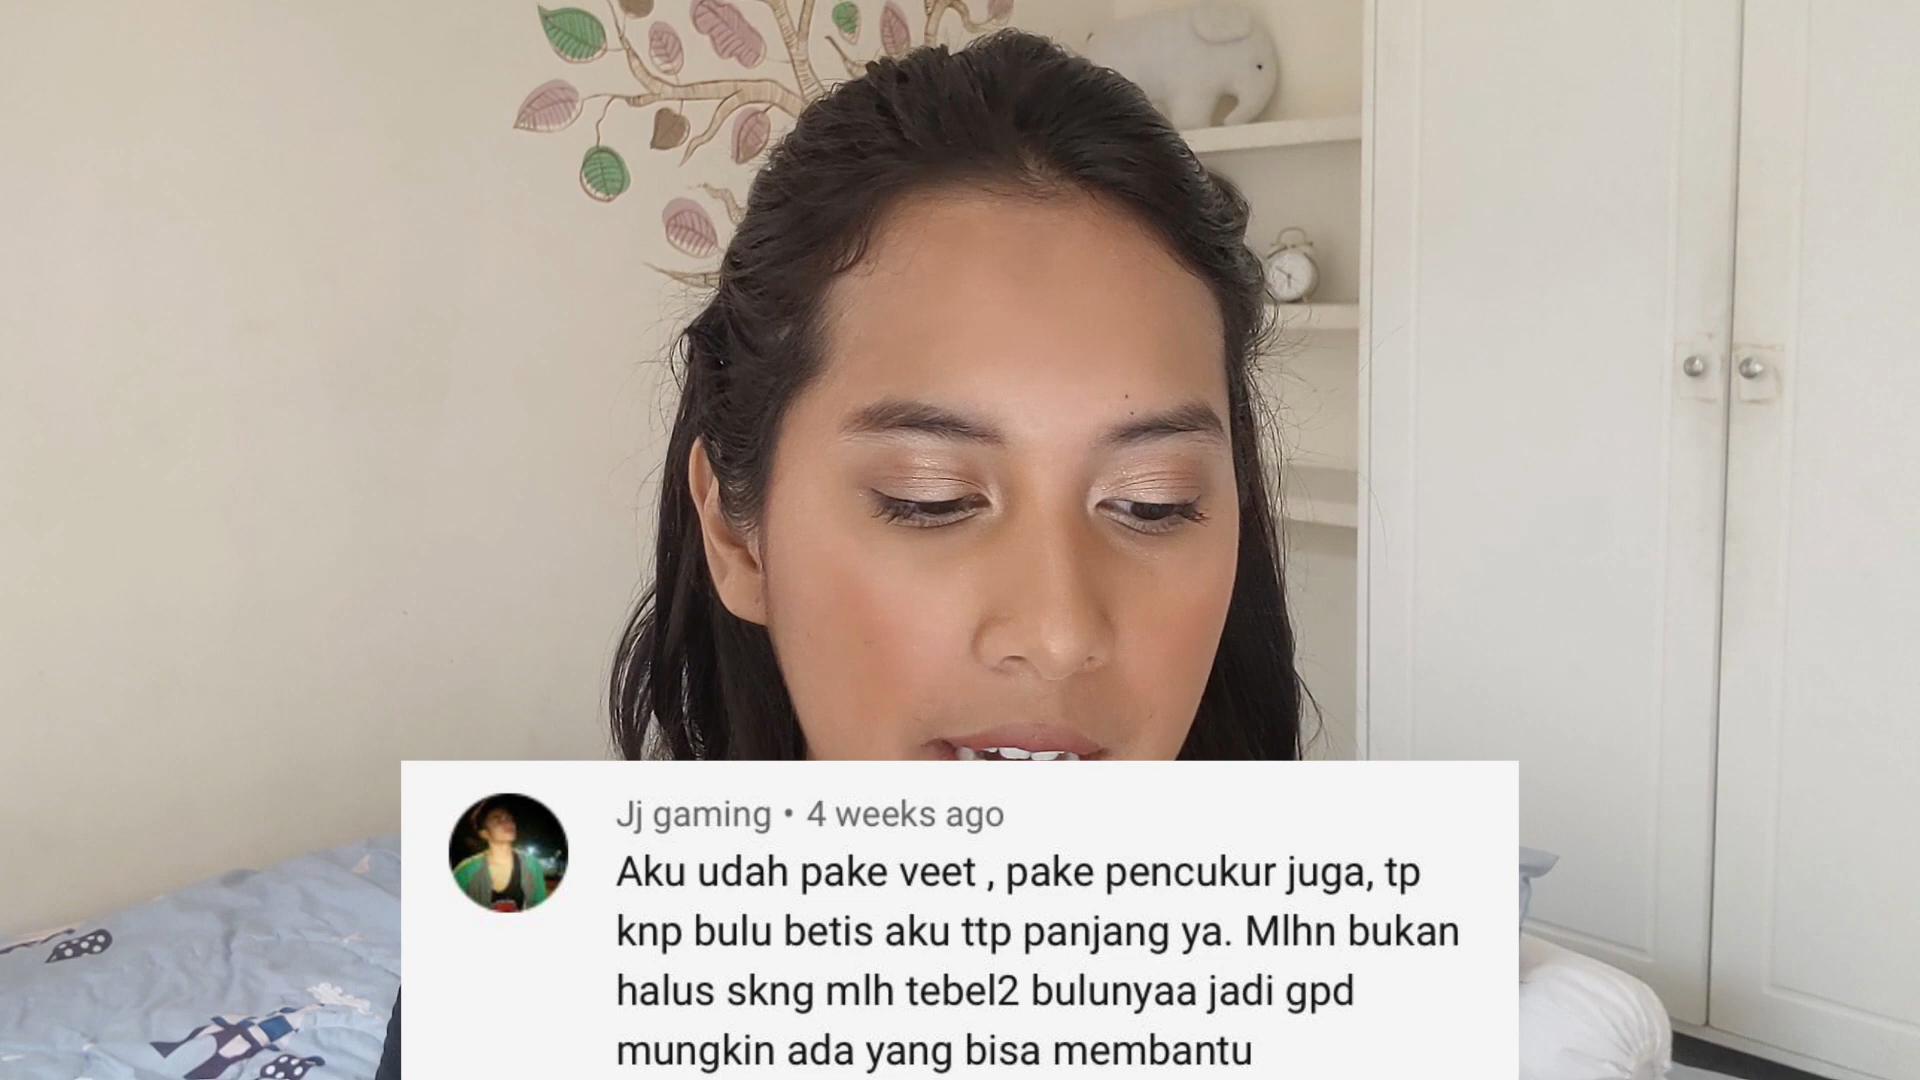 Jj gaming • 4 weeks ago
Aku udah pake veet , pake pencukur juga, tp
knp bulu betis aku ttp panjang ya. Mlhn bukan
halus skng mlh tebel2 bulunyaa jadi gpd
mungkin ada yang bisa membantu